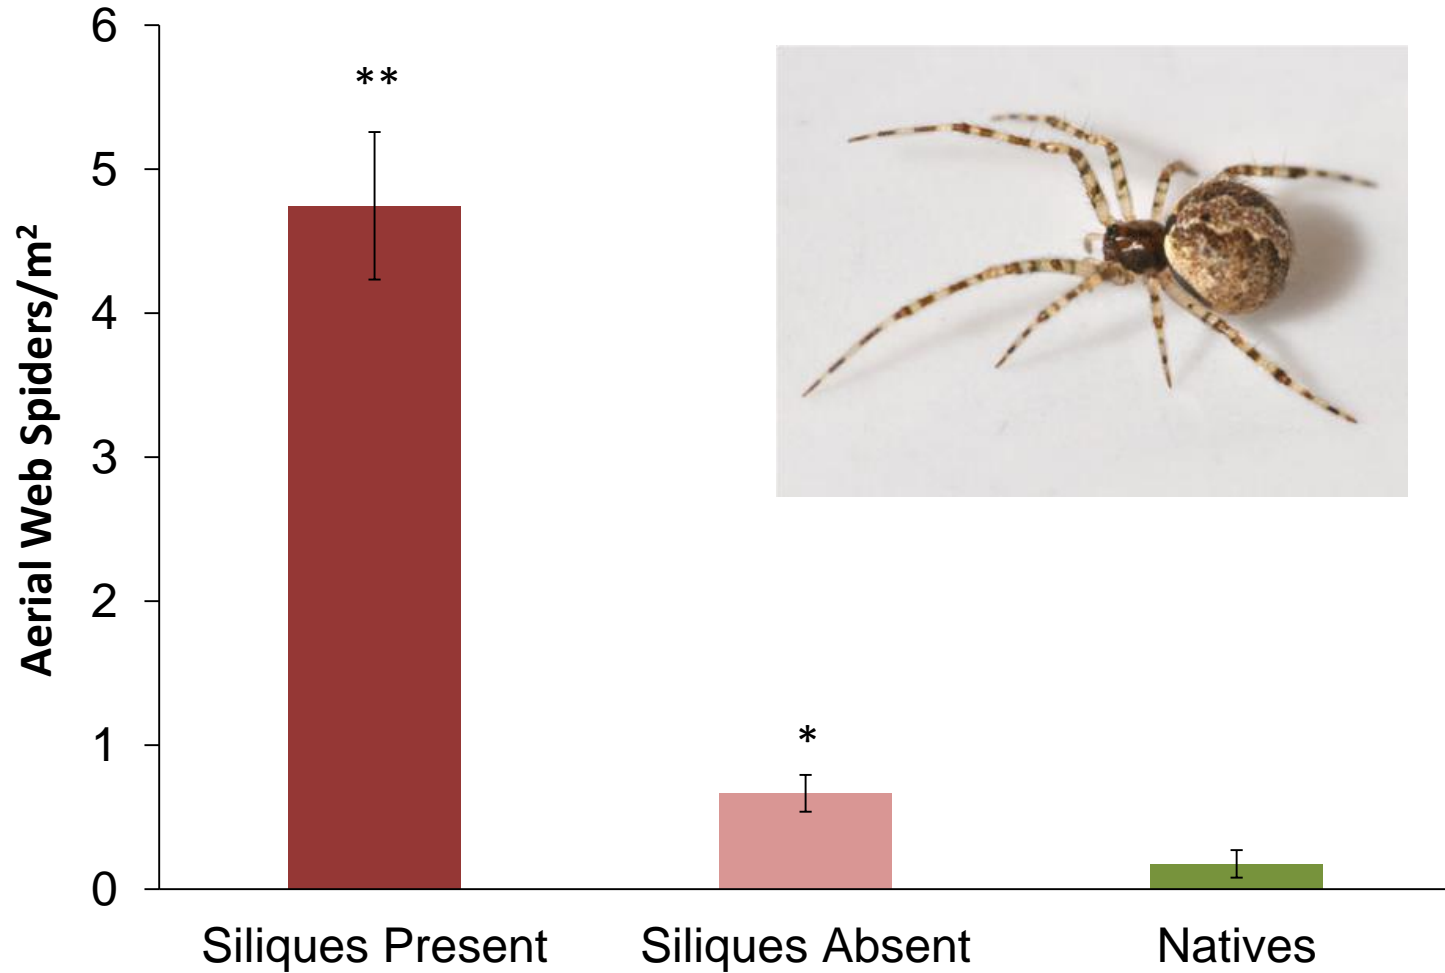 6
5
4
3
2
1
0
Aerial Web Spiders/m²
**
*
Siliques Present
Siliques Absent
Natives